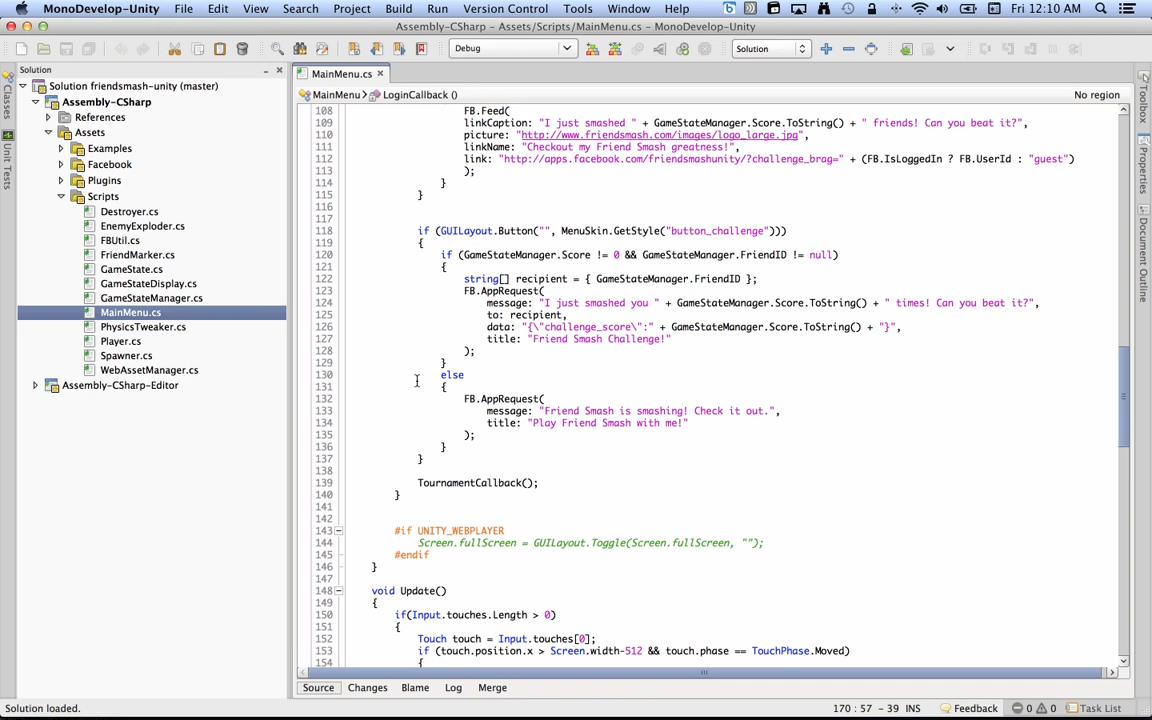 MonoDevelop-Unity File Edit View Search Project Build Run Version Control Tools Window Help Fri 12:10 AM
Assembly-CSharp - Assets/Scripts/MainMenu.cs - MonoDevelop-Unity
Debug Solution
Solution
MainMenu.cs
Classes
Unit Tests
Solution friendsmash-unity (master)
Assembly-CSharp
References
Assets
Examples
Facebook
Plugins
Scripts
Destroyer.cs
EnemyExploder.cs
FBUtil.cs
FriendMarker.cs
GameState.cs
GameStateDisplay.cs
GameStateManager.cs
MainMenu.cs
PhysicsTweaker.cs
Player.cs
Spawner.cs
WebAssetManager.cs
Assembly-CSharp-Editor
MainMenu LoginCallback () No region
108 FB.Feed(
109 linkCaption: "I just smashed " + GameStateManager.Score.ToString() + " friends! Can you beat it?",
110 picture: "http://www.friendsmash.com/images/logo_large.jpg",
111 linkName: "Checkout my Friend Smash greatness!",
112 link: "http://apps.facebook.com/friendsmashunity/?challenge_brag=" + (FB.IsLoggedIn ? FB.UserId : "guest")
113 );
114 }
115 }
116
117
118 if (GUILayout.Button("", MenuSkin.GetStyle("button_challenge")))
119 {
120 if (GameStateManager.Score != 0 && GameStateManager.FriendID != null)
121 {
122 string[] recipient = { GameStateManager.FriendID };
123 FB.AppRequest(
124 message: "I just smashed you " + GameStateManager.Score.ToString() + " times! Can you beat it?",
125 to: recipient,
126 data: "{\"challenge_score\":" + GameStateManager.Score.ToString() + "}",
127 title: "Friend Smash Challenge!"
128 );
129 }
130 else
131 {
132 FB.AppRequest(
133 message: "Friend Smash is smashing! Check it out.",
134 title: "Play Friend Smash with me!"
135 );
136 }
137 }
138
139 TournamentCallback();
140 }
141
142
143 #if UNITY_WEBPLAYER
144 Screen.fullScreen = GUILayout.Toggle(Screen.fullScreen, "");
145 #endif
146 }
147
148 void Update()
149 {
150 if(Input.touches.Length > 0)
151 {
152 Touch touch = Input.touches[0];
153 if (touch.position.x > Screen.width-512 && touch.phase == TouchPhase.Moved)
154 {
Toolbox
Properties
Document Outline
Source Changes Blame Log Merge
Solution loaded. 170 : 57 - 39 INS Feedback 0 0 Task List